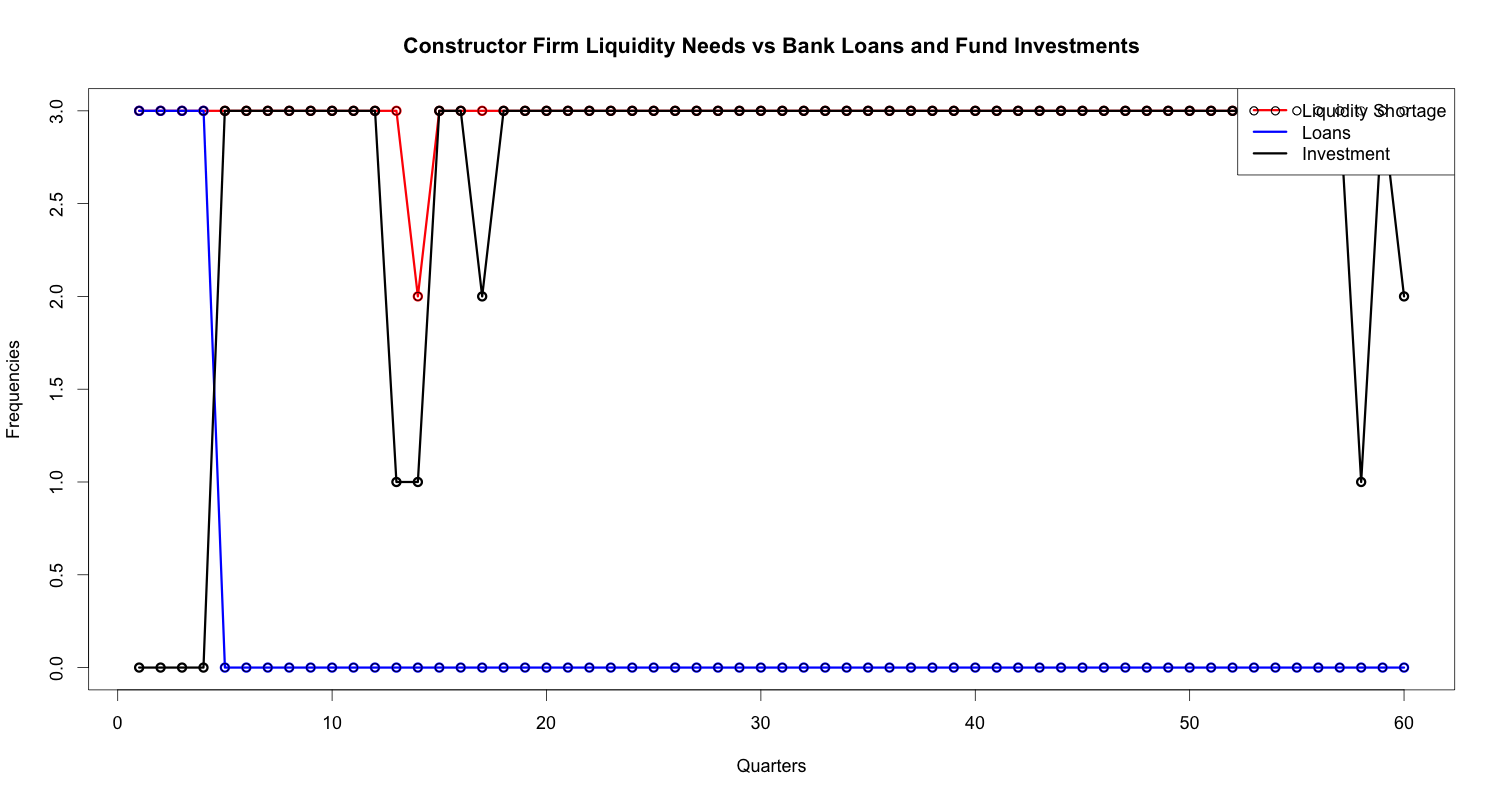 Constructor Firm Liquidity Needs vs Bank Loans and Fund Investments
Frequencies
3.0
2.5
2.0
1.5
1.0
0.5
0.0
Liquidity Shortage
Loans
Investment
0 10 20 30 40 50 60
Quarters